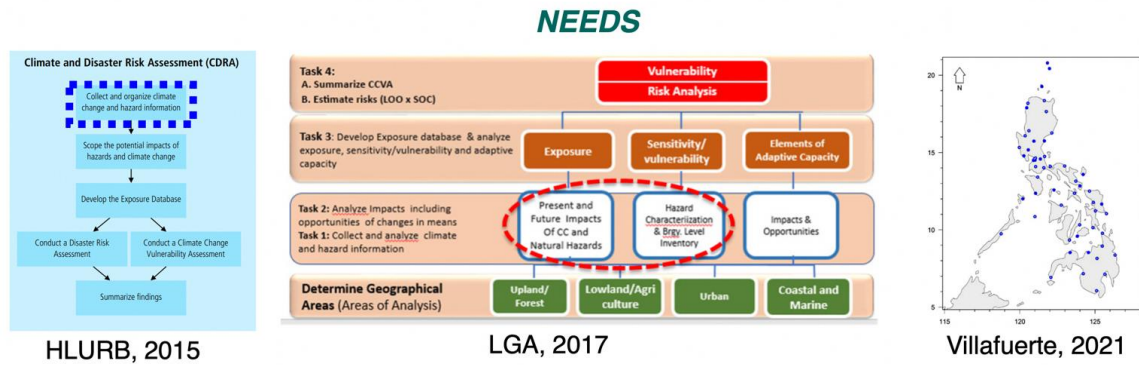 NEEDS
Climate and Disaster Risk Assessment (CDRA)
Collect and organize climate
change and hazard information
Scope the potential impacts of
hazards and climate change
Develop the Exposure Database
Conduct a Disaster Risk
Assessment
Conduct a Climate Change
Vulnerability Assessment
Summarize findings
HLURB, 2015
Task 4:
A. Summarize CCVA
B. Estimate risks (LOO x SOC)
Vulnerability
Risk Analysis
Task 3: Develop Exposure database & analyze
exposure, sensitivity/vulnerability and adaptive
capacity
Exposure
Sensitivity/
vulnerability
Elements of
Adaptive Capacity
Task 2: Analyze Impacts including
opportunities of changes in means
Task 1: Collect and analyze climate
and hazard information
Present and
Future Impacts
Of CC and
Natural Hazards
Hazard
Characteriization
& Brgy. Level
Inventory
Impacts &
Opportunities
Determine Geographical
Areas (Areas of Analysis)
Upland/
Forest
Lowland/Agri
culture
Urban
Coastal and
Marine
LGA, 2017
20
15
10
5
N
115
120
125
Villafuerte, 2021